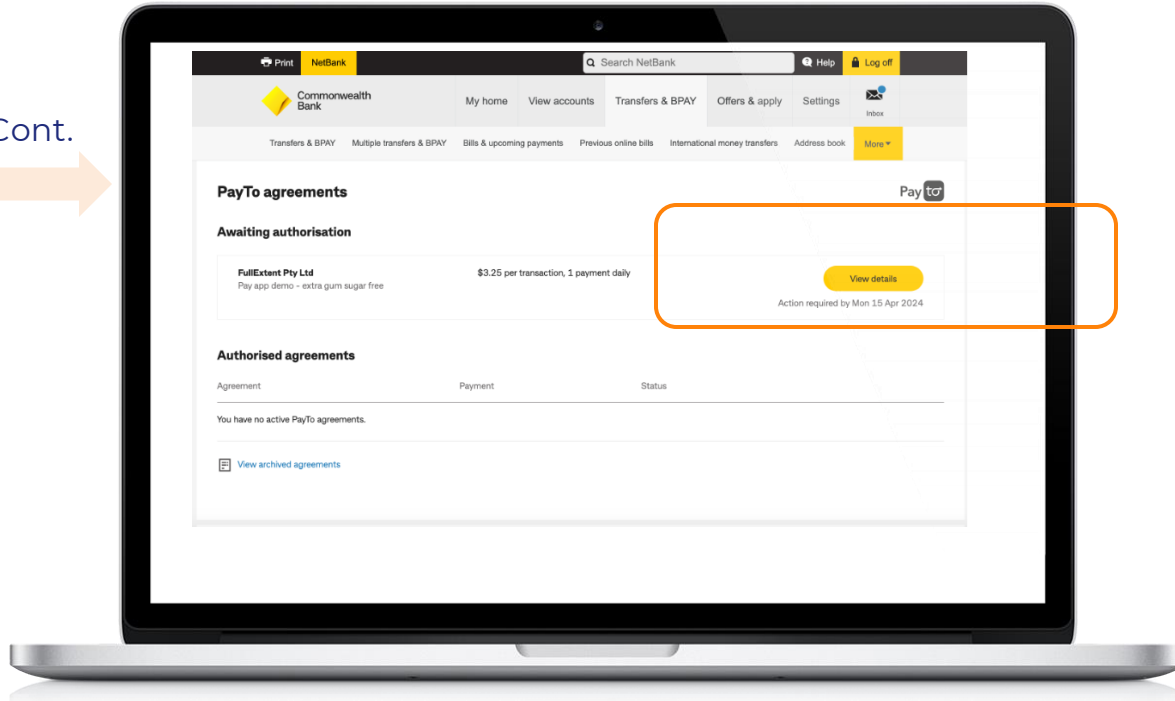 Cont.
Print NetBank Search NetBank Help Log off
Commonwealth
Bank
My home View accounts Transfers & BPAY Offers & apply Settings
Inbox
Transfers & BPAY Multiple transfers & BPAY Bills & upcoming payments Previous online bills International money transfers Address book More
PayTo agreements
Pay to
Awaiting authorisation
FullExtent Pty Ltd $3.25 per transaction, 1 payment daily
Pay app demo - extra gum sugar free
View details
Action required by Mon 15 Apr 2024
Authorised agreements
Agreement Payment Status
You have no active PayTo agreements.
View archived agreements